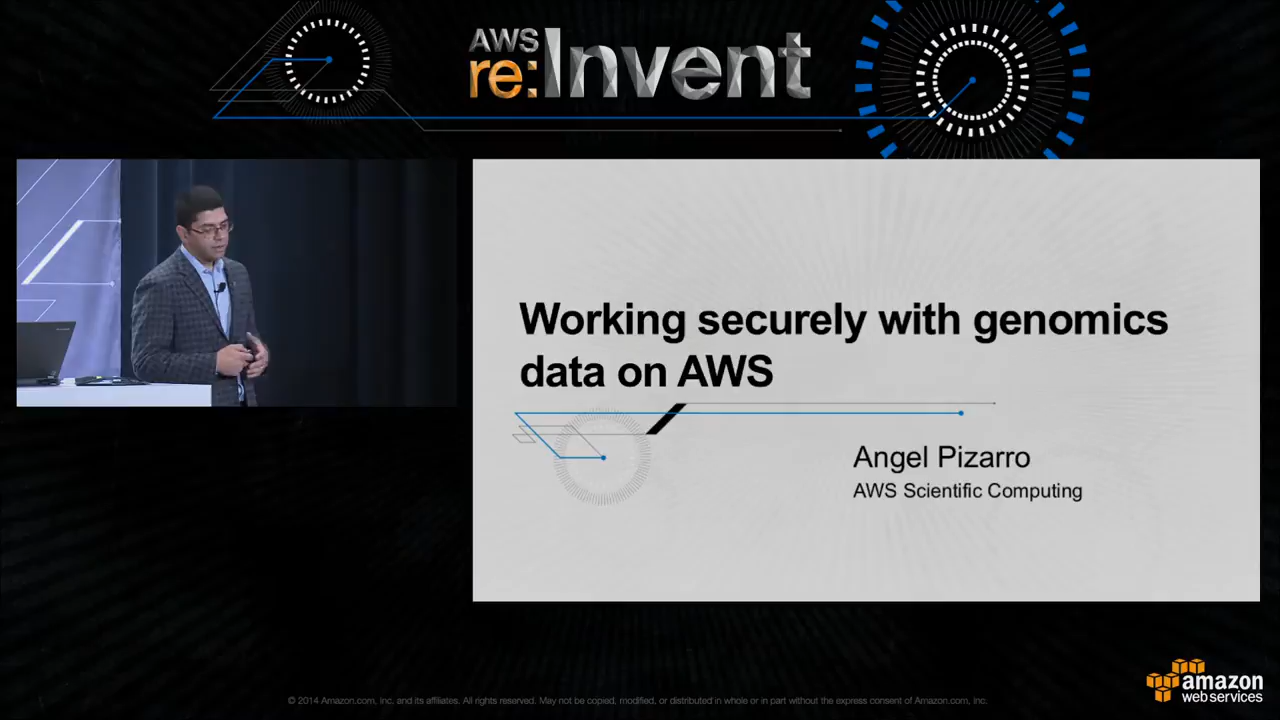 AWS
re:Invent
Working securely with genomics
data on AWS
Angel Pizarro
AWS Scientific Computing
amazon
web services
© 2014 Amazon.com, Inc. and its affiliates. All rights reserved. May not be copied, modified, or distributed in whole or in part without the express consent of Amazon.com, Inc.